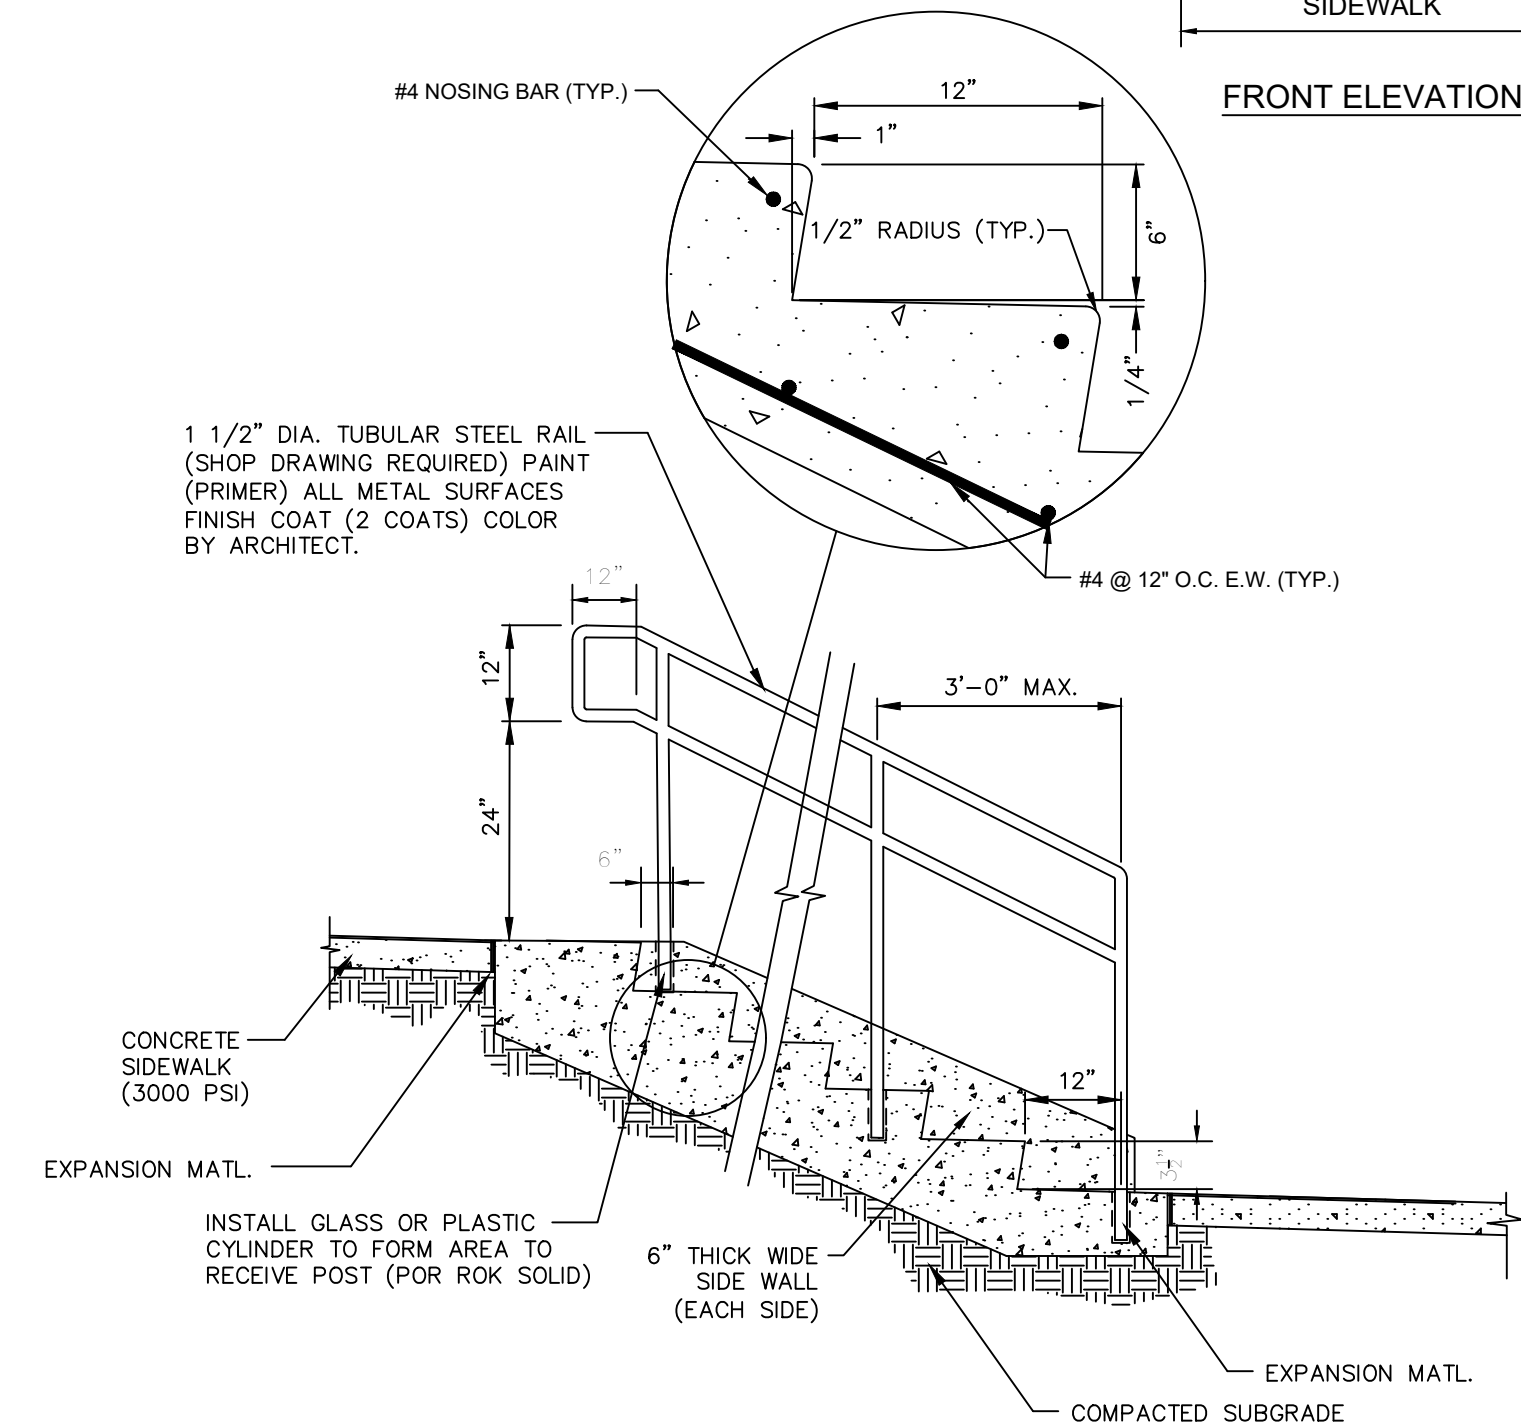 SIDEWALK
FRONT ELEVATION
#4 NOSING BAR (TYP.)
12"
1"
1/2" RADIUS (TYP.)
6"
1/4"
#4 @ 12" O.C. E.W. (TYP.)
1 1/2" DIA. TUBULAR STEEL RAIL
(SHOP DRAWING REQUIRED) PAINT
(PRIMER) ALL METAL SURFACES
FINISH COAT (2 COATS) COLOR
BY ARCHITECT.
12"
12"
24"
3'-0" MAX.
6"
12"
3 1/2"
CONCRETE
SIDEWALK
(3000 PSI)
EXPANSION MATL.
INSTALL GLASS OR PLASTIC
CYLINDER TO FORM AREA TO
RECEIVE POST (POR ROK SOLID)
6" THICK WIDE
SIDE WALL
(EACH SIDE)
EXPANSION MATL.
COMPACTED SUBGRADE